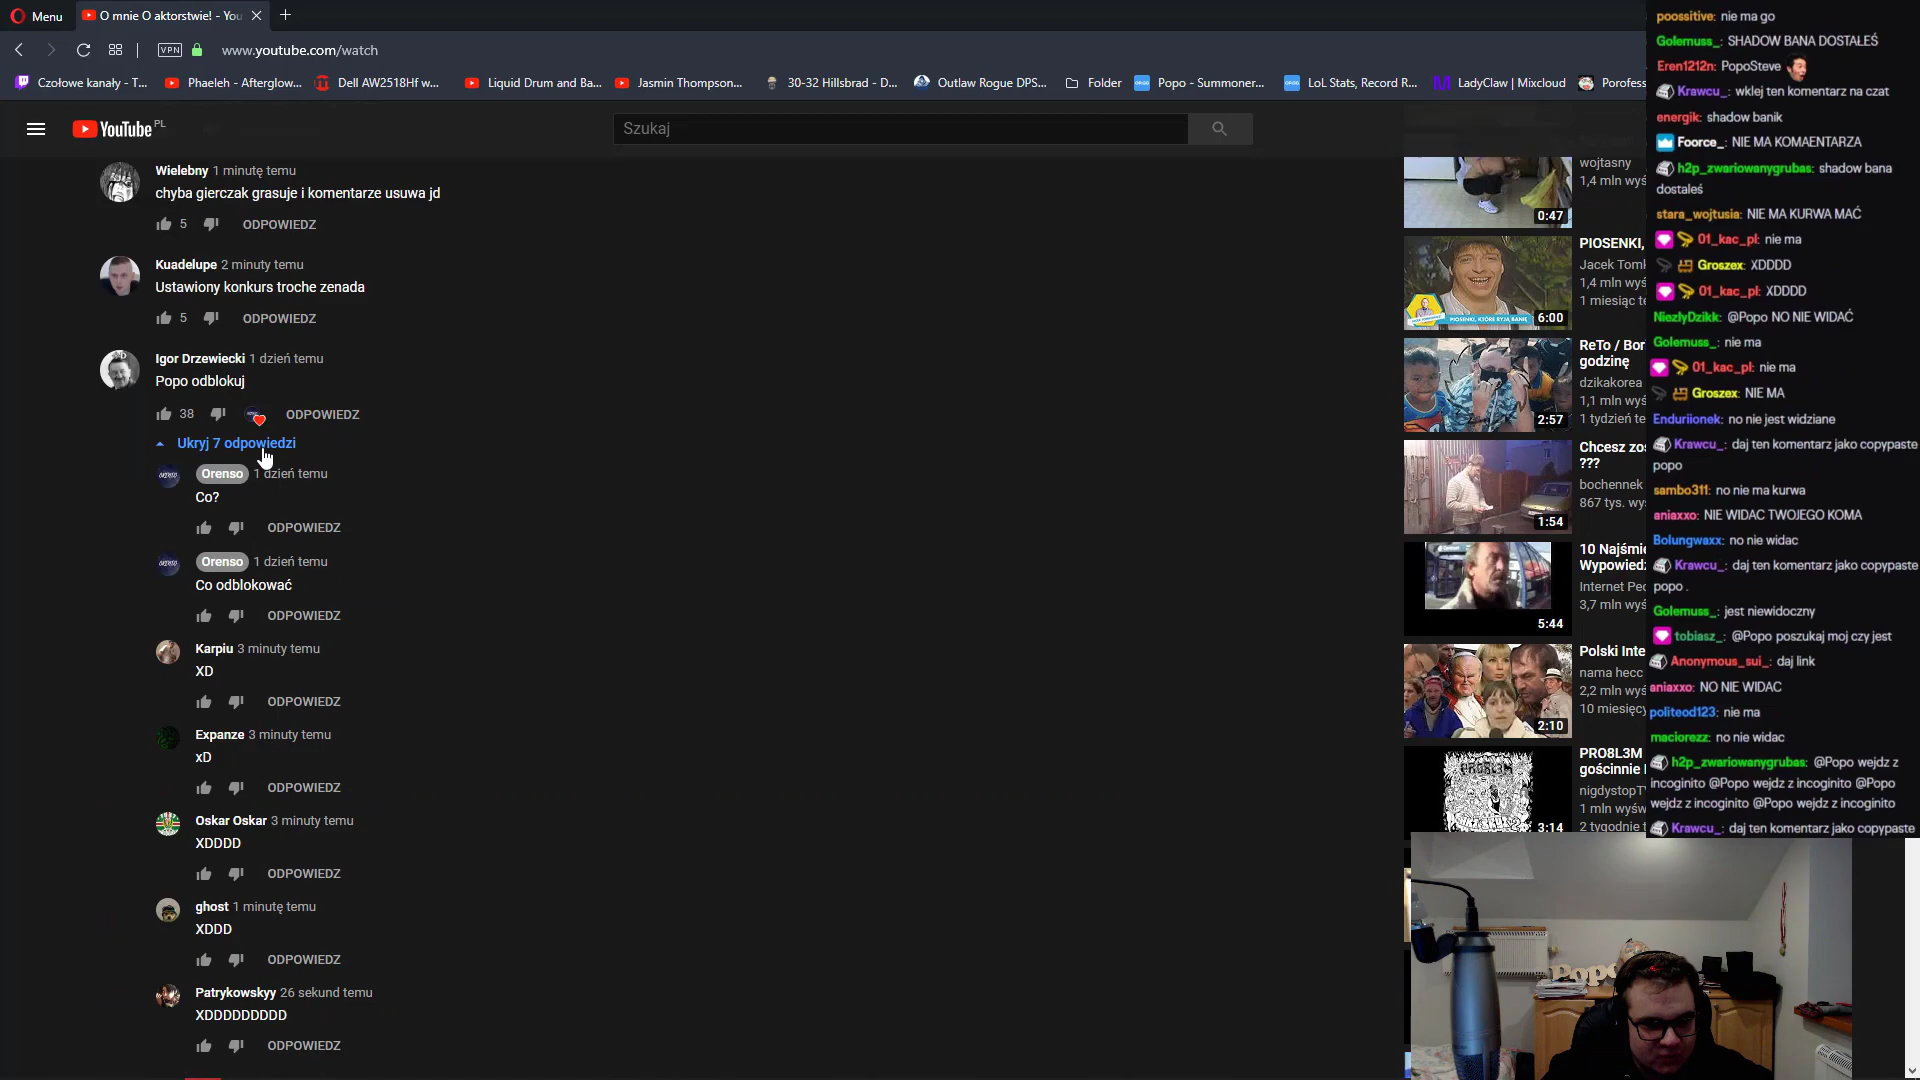 Menu
O mnie O aktorstwie! - You
VPN
www.youtube.com/watch
Czołowe kanały - T...
Phaeleh - Afterglow...
Dell AW2518Hf w...
Liquid Drum and Ba...
Jasmin Thompson...
30-32 Hillsbrad - D...
Outlaw Rogue DPS...
Folder
Popo - Summoner...
LoL Stats, Record R...
LadyClaw | Mixcloud
Porofess
YouTube PL
Szukaj
Wielebny 1 minutę temu
chyba gierczak grasuje i komentarze usuwa jd
5
ODPOWIEDZ
Kuadelupe 2 minuty temu
Ustawiony konkurs troche zenada
5
ODPOWIEDZ
Igor Drzewiecki 1 dzień temu
Popo odblokuj
38
ODPOWIEDZ
Ukryj 7 odpowiedzi
Orenso 1 dzień temu
Co?
ODPOWIEDZ
Orenso 1 dzień temu
Co odblokować
ODPOWIEDZ
Karpiu 3 minuty temu
XD
ODPOWIEDZ
Expanze 3 minuty temu
xD
ODPOWIEDZ
Oskar Oskar 3 minuty temu
XDDDD
ODPOWIEDZ
ghost 1 minutę temu
XDDD
ODPOWIEDZ
Patrykowskyy 26 sekund temu
XDDDDDDDDD
ODPOWIEDZ
wojtasny
1,4 mln wyś
0:47
PIOSENKI,
Jacek Toml
1,4 mln wyś
1 miesiąc te
PIOSENKI, KTÓRE RYJĄ BANIĘ
6:00
ReTo / Bor
godzinę
dzikakorea
1,1 mln wyś
1 tydzień te
2:57
Chcesz zos
???
bochennek
867 tys. wyś
1:54
10 Najśmie
Wypowiedz
Internet Peo
3,7 mln wyś
5:44
Polski Inte
nama hecc
2,2 mln wyś
10 miesięcy
2:10
PRO8L3M
gościnnie
nigdystopT
1 mln wyśw
2 tygodnie t
3:14
poossitive: nie ma go
Golemuss_: SHADOW BANA DOSTAŁEŚ
Eren1212n: PopoSteve
Krawcu_: wklej ten komentarz na czat
energik: shadow banik
Foorce_: NIE MA KOMAENTARZA
h2p_zwariowanygrubas: shadow bana
dostaleś
stara_wojtusia: NIE MA KURWA MAĆ
01_kac_pl: nie ma
Groszex: XDDDD
01_kac_pl: XDDDD
NiezlyDzikk: @Popo NO NIE WIDAĆ
Golemuss_: nie ma
01_kac_pl: nie ma
Groszex: NIE MA
Enduriionek: no nie jest widziane
Krawcu_: daj ten komentarz jako copypaste
popo
sambo311: no nie ma kurwa
aniaxxo: NIE WIDAC TWOJEGO KOMA
Bolungwaxx: no nie widac
Krawcu_: daj ten komentarz jako copypaste
popo .
Golemuss_: jest niewidoczny
tobiasz_: @Popo poszukaj moj czy jest
Anonymous_sui_: daj link
aniaxxo: NO NIE WIDAC
politeod123: nie ma
maciorezz: no nie widac
h2p_zwariowanygrubas: @Popo wejdz z
incoginito @Popo wejdz z incoginito @Popo
wejdz z incoginito @Popo wejdz z incoginito
Krawcu_: daj ten komentarz jako copypaste
Popo